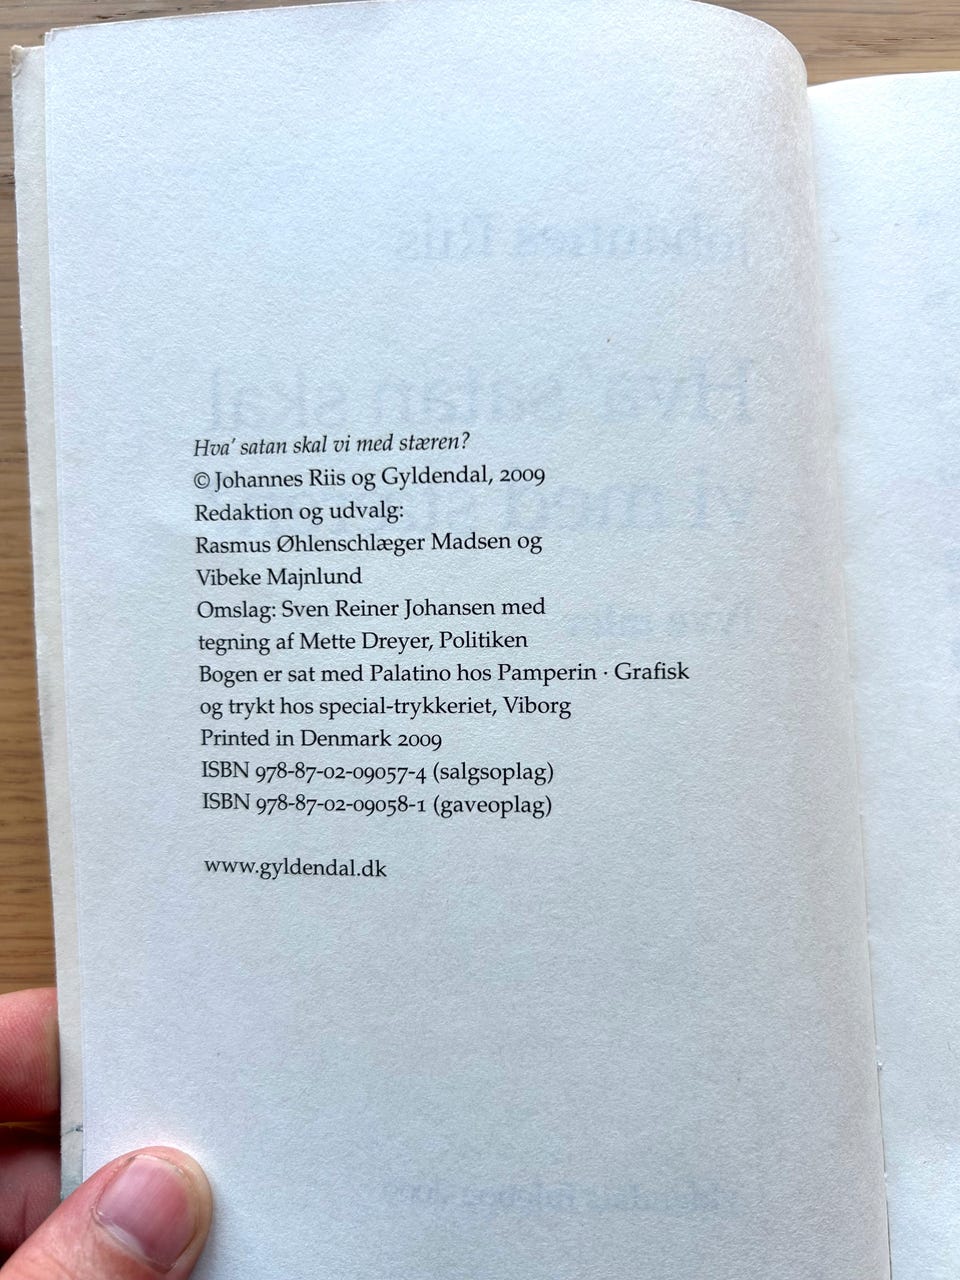 Hva' satan skal vi med stæren?
© Johannes Riis og Gyldendal, 2009
Redaktion og udvalg:
Rasmus Øhlenschlæger Madsen og
Vibeke Majnlund
Omslag: Sven Reiner Johansen med
tegning af Mette Dreyer, Politiken
Bogen er sat med Palatino hos Pamperin · Grafisk
og trykt hos special-trykkeriet, Viborg
Printed in Denmark 2009
ISBN 978-87-02-09057-4 (salgsoplag)
ISBN 978-87-02-09058-1 (gaveoplag)
www.gyldendal.dk